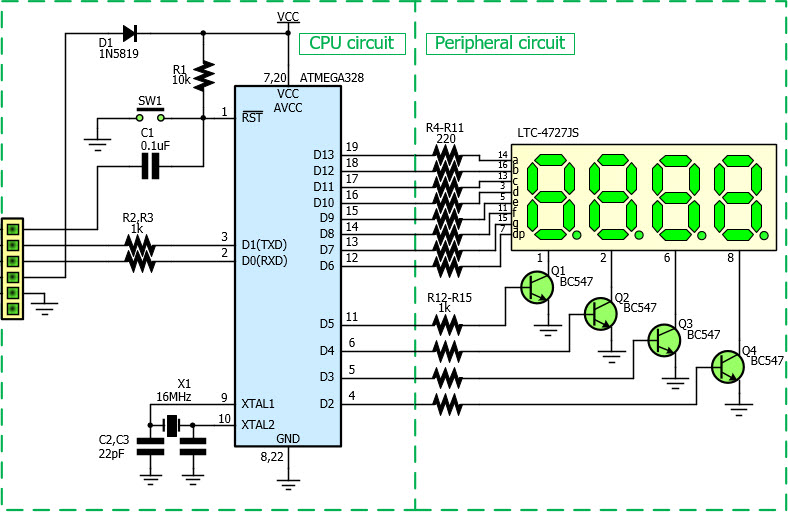 VCC
CPU circuit
Peripheral circuit
D1
1N5819
R1
10k
7,20
ATMEGA328
VCC
AVCC
SW1
1
RST
C1
0.1uF
R4-R11
220
LTC-4727JS
D13 19
D12 18
D11 17
D10 16
D9 15
D8 14
D7 13
D6 12
14 a
16 b
13 c
3 d
5 e
11 f
15 g
7 dp
R2,R3
1k
3 D1(TXD)
2 D0(RXD)
1 2 6 8
Q1
BC547
Q2
BC547
Q3
BC547
Q4
BC547
R12-R15
1k
D5 11
D4 6
D3 5
D2 4
X1
16MHz
9 XTAL1
10 XTAL2
C2,C3
22pF
GND
8,22